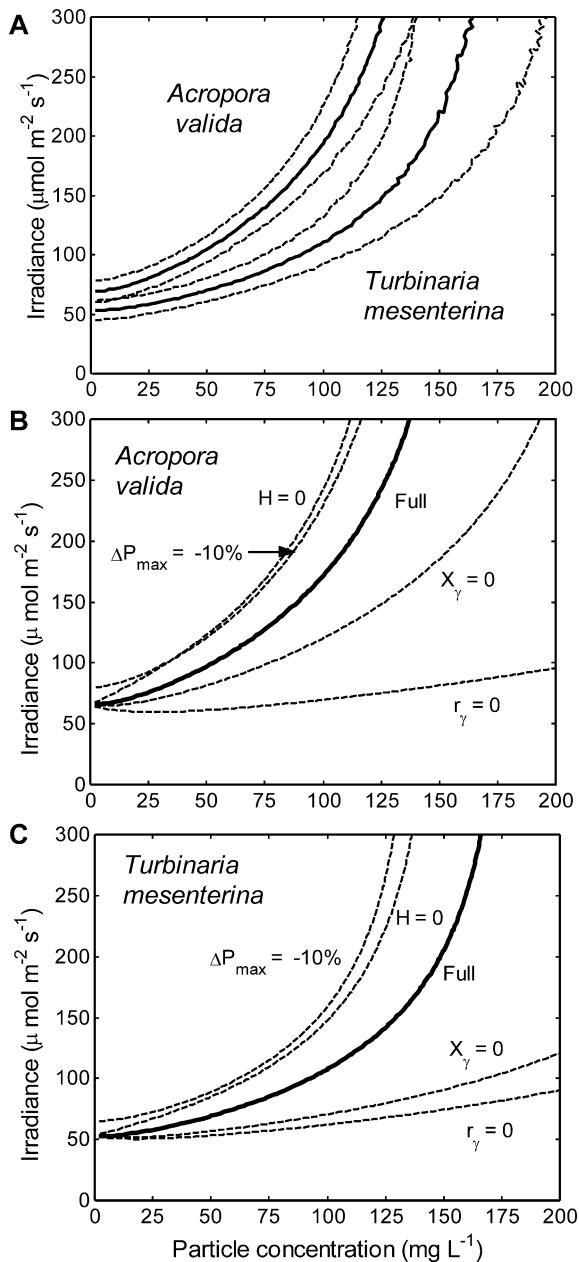 A
300
250
200
150
100
50
0
Irradiance (μmol m⁻² s⁻¹)
Acropora
valida
Turbinaria
mesenterina
0 25 50 75 100 125 150 175 200
B
300
250
200
150
100
50
0
Irradiance (μ mol m⁻² s⁻¹)
Acropora
valida
H = 0
Full
ΔPmax = -10%
Xγ = 0
rγ = 0
0 25 50 75 100 125 150 175 200
C
300
250
200
150
100
50
0
Irradiance (μ mol m⁻² s⁻¹)
Turbinaria
mesenterina
H = 0
ΔPmax = -10%
Full
Xγ = 0
rγ = 0
0 25 50 75 100 125 150 175 200
Particle concentration (mg L⁻¹)